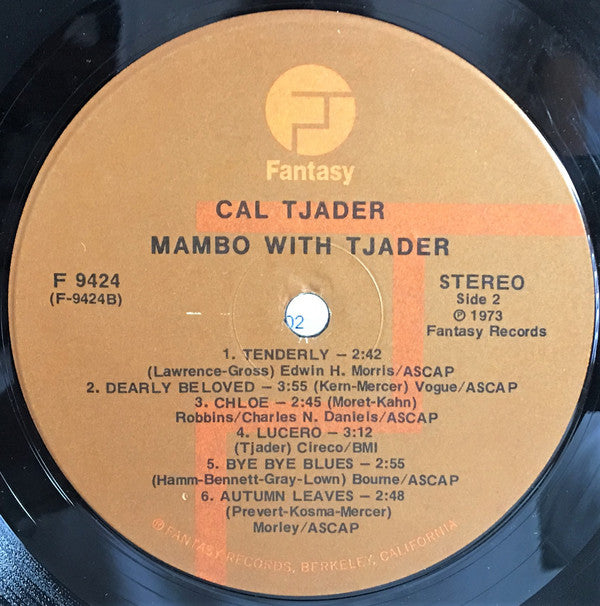 Fantasy
CAL TJADER
MAMBO WITH TJADER
F 9424
(F-9424B)
STEREO
Side 2
℗ 1973
Fantasy Records
02
1. TENDERLY – 2:42
(Lawrence-Gross) Edwin H. Morris/ASCAP
2. DEARLY BELOVED – 3:55 (Kern-Mercer) Vogue/ASCAP
3. CHLOE – 2:45 (Moret-Kahn)
Robbins/Charles N. Daniels/ASCAP
4. LUCERO – 3:12
(Tjader) Cireco/BMI
5. BYE BYE BLUES – 2:55
(Hamm-Bennett-Gray-Lown) Bourne/ASCAP
6. AUTUMN LEAVES – 2:48
(Prevert-Kosma-Mercer)
Morley/ASCAP
℗ FANTASY RECORDS, BERKELEY, CALIFORNIA